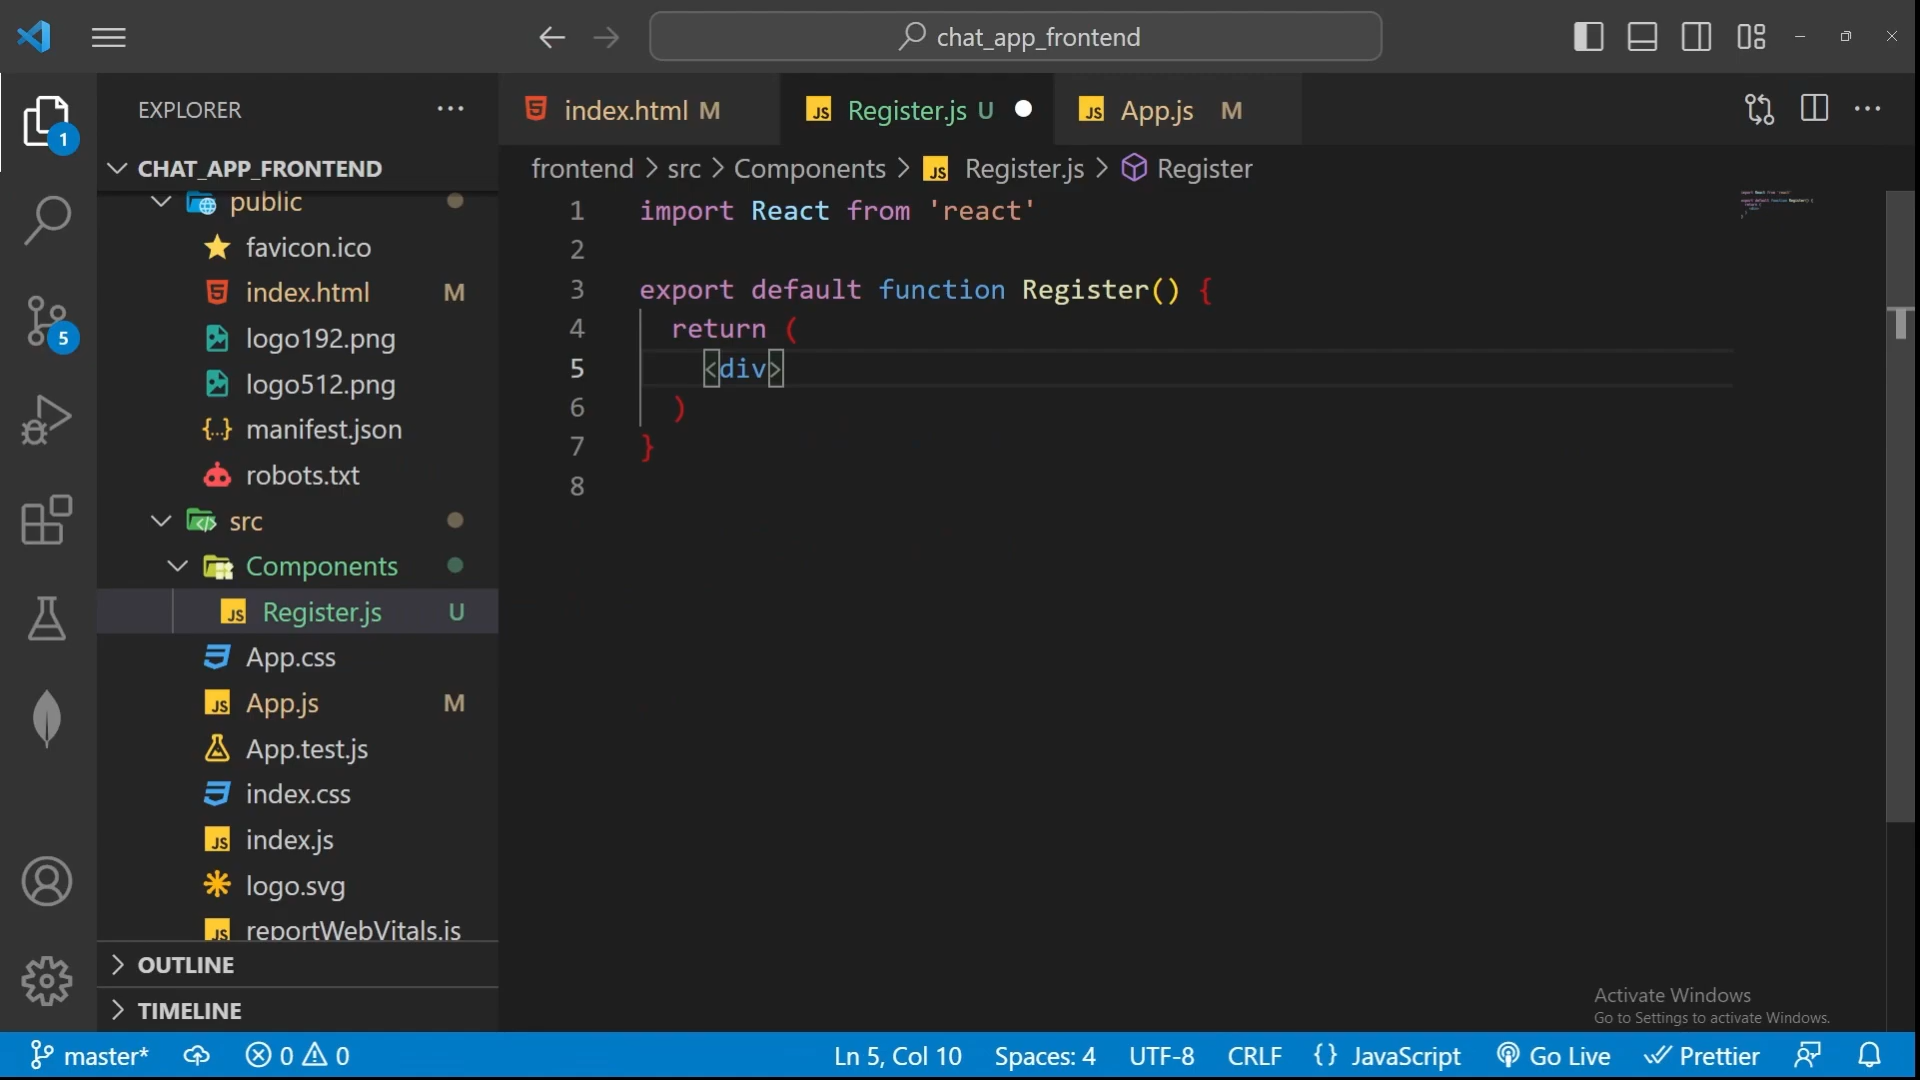 chat_app_frontend
EXPLORER
index.html M
Register.js U
App.js M
CHAT_APP_FRONTEND
frontend > src > Components > Register.js > Register
public
favicon.ico
index.html M
logo192.png
logo512.png
manifest.json
robots.txt
src
Components
Register.js U
App.css
App.js M
App.test.js
index.css
index.js
logo.svg
reportWebVitals.js
OUTLINE
TIMELINE
1
5
1 import React from 'react'
2
3 export default function Register() {
4 return (
5 <div>
6 )
7 }
8
Activate Windows
Go to Settings to activate Windows.
master* 0 0 Ln 5, Col 10 Spaces: 4 UTF-8 CRLF {} JavaScript Go Live Prettier